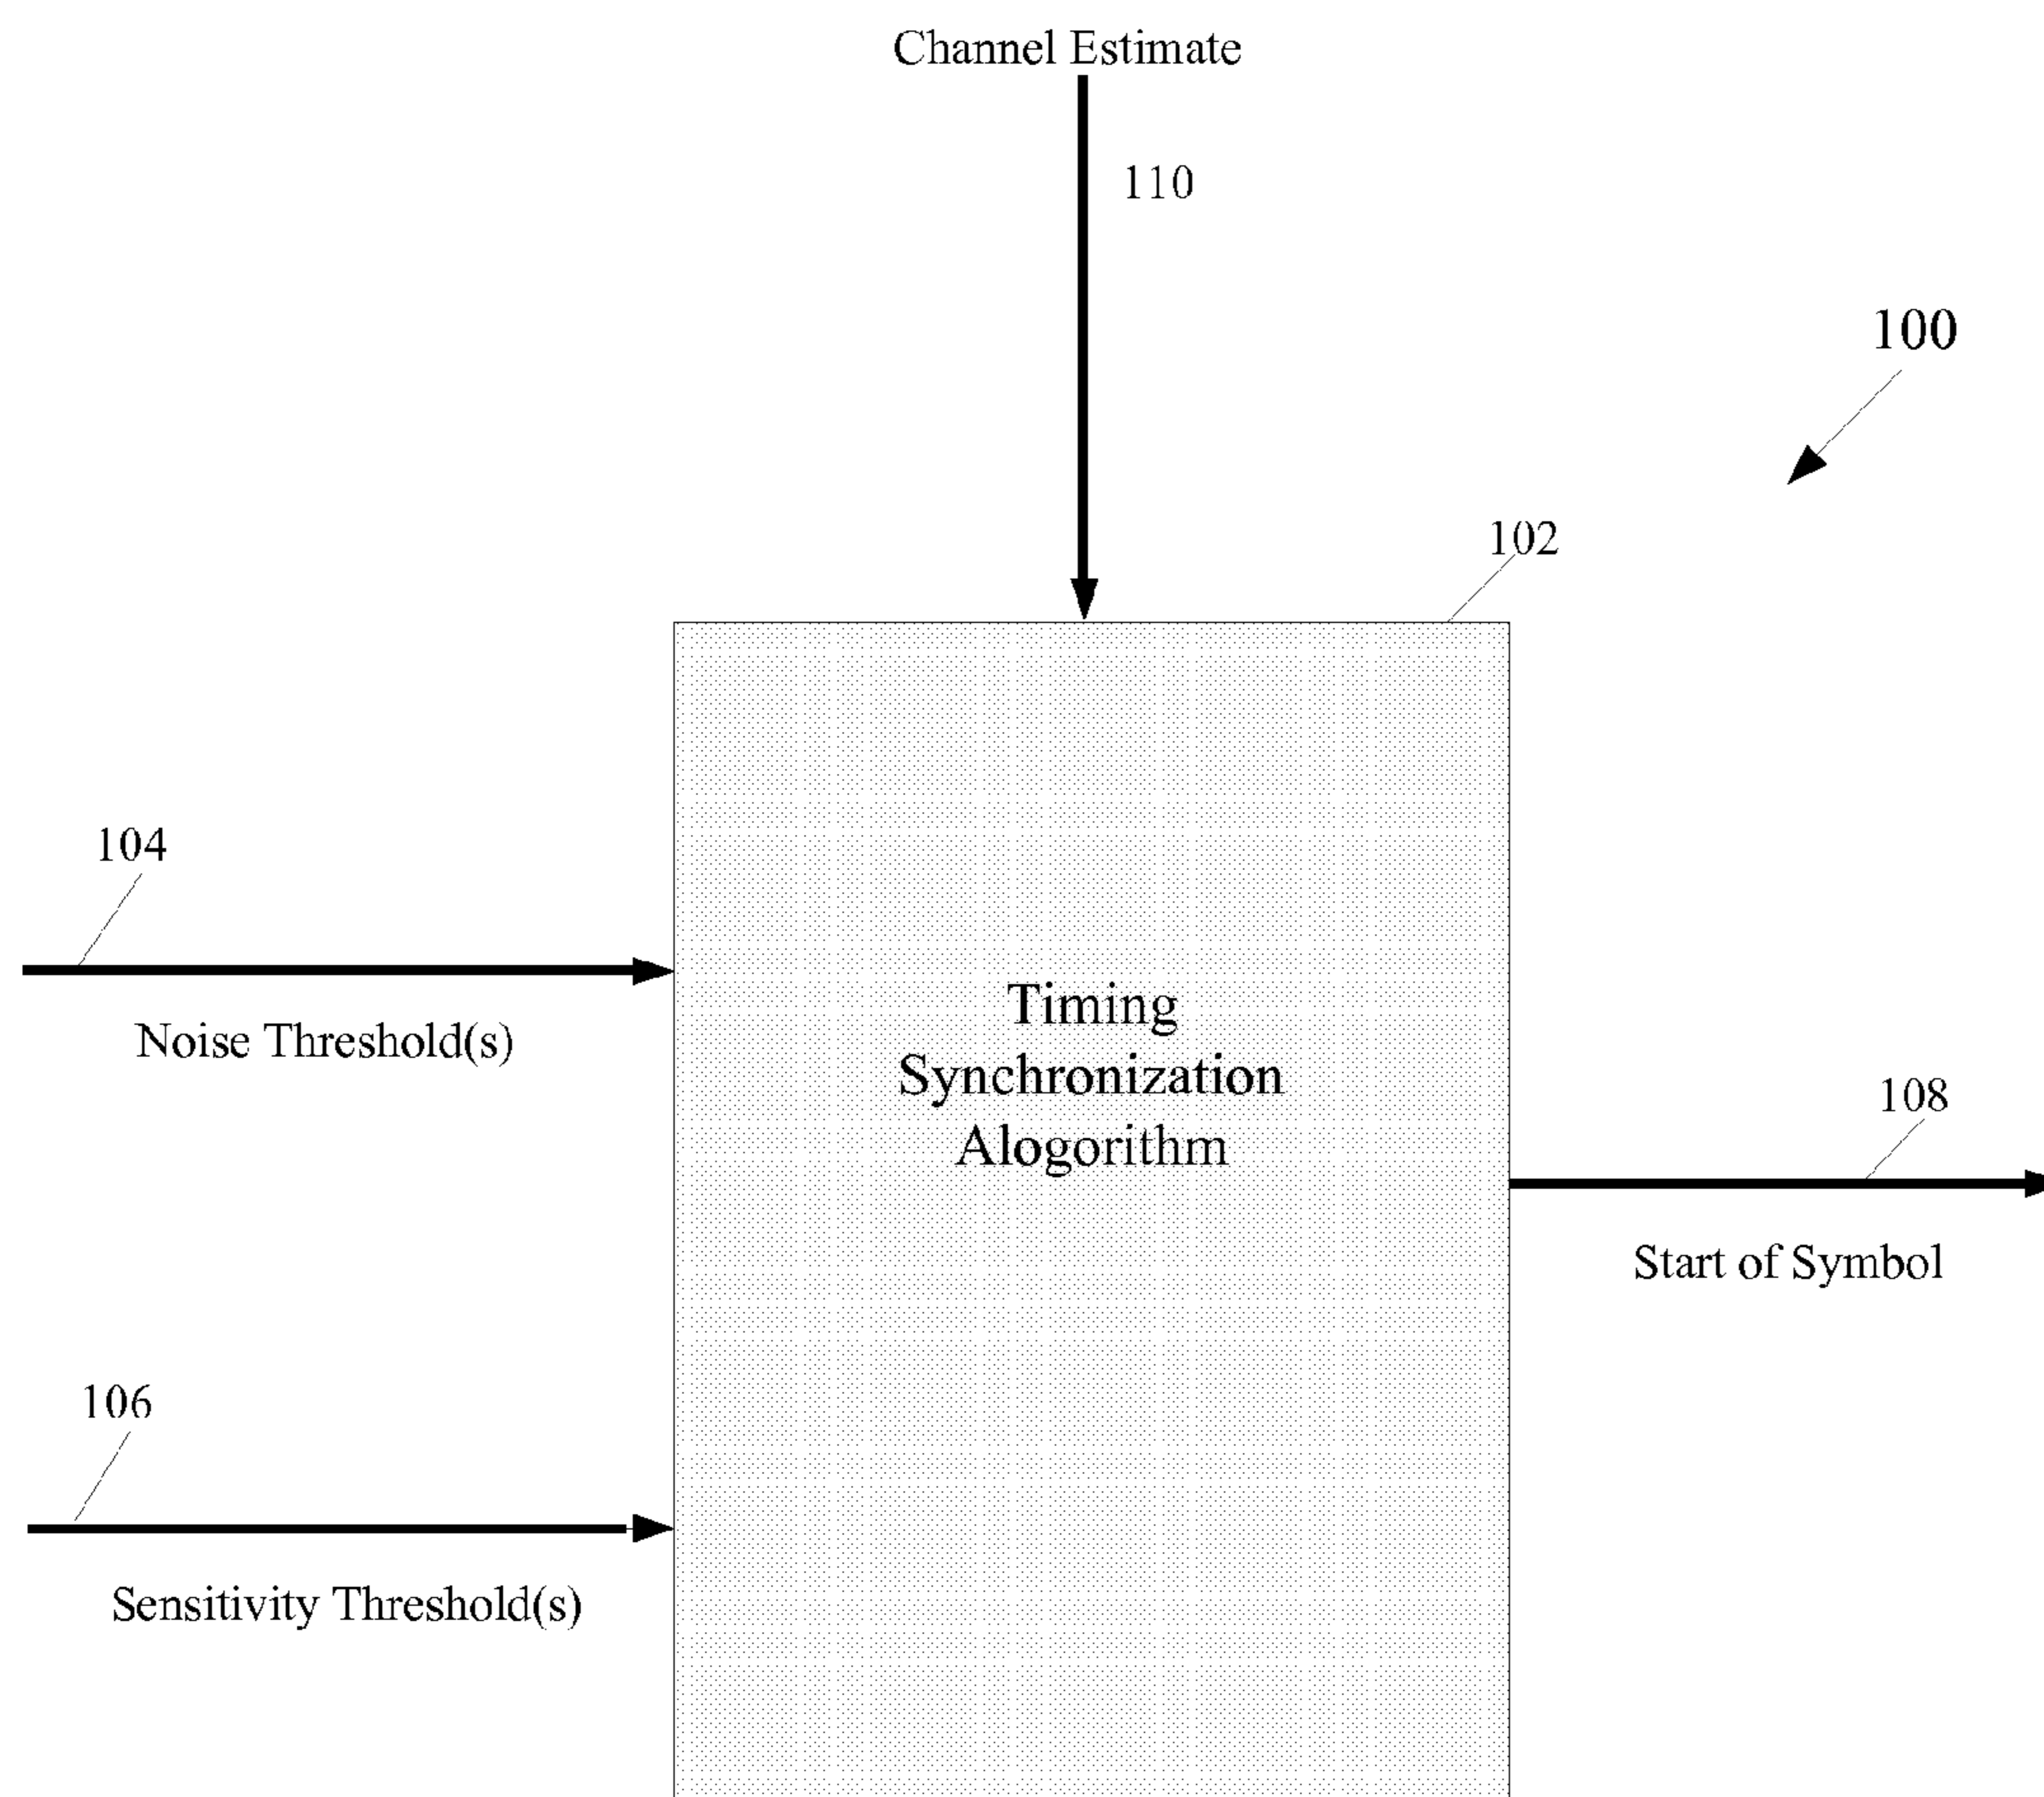 Channel Estimate
110
100
102
104
Noise Threshold(s)
Timing
Synchronization
Alogorithm
108
Start of Symbol
106
Sensitivity Threshold(s)